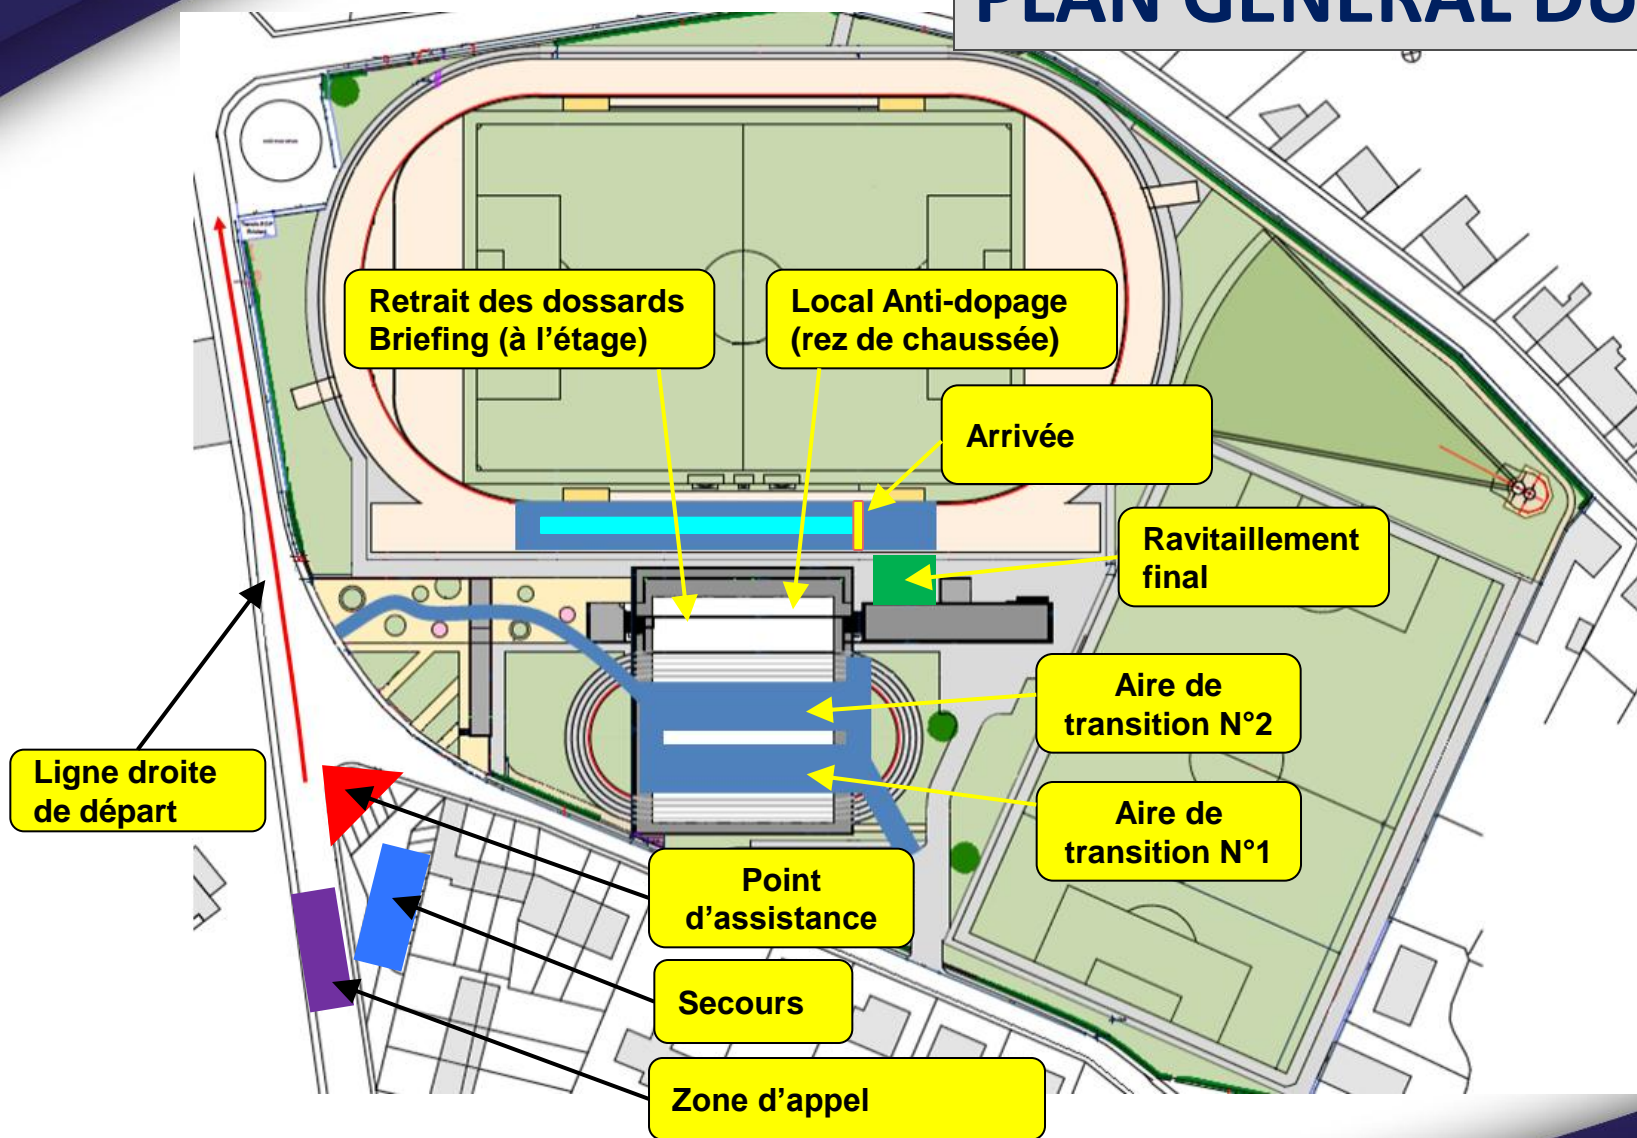 PLAN GENERAL DU
Retrait des dossards
Briefing (à l’étage)
Local Anti-dopage
(rez de chaussée)
Arrivée
Ravitaillement
final
Aire de
transition N°2
Ligne droite
de départ
Aire de
transition N°1
Point
d’assistance
Secours
Zone d’appel